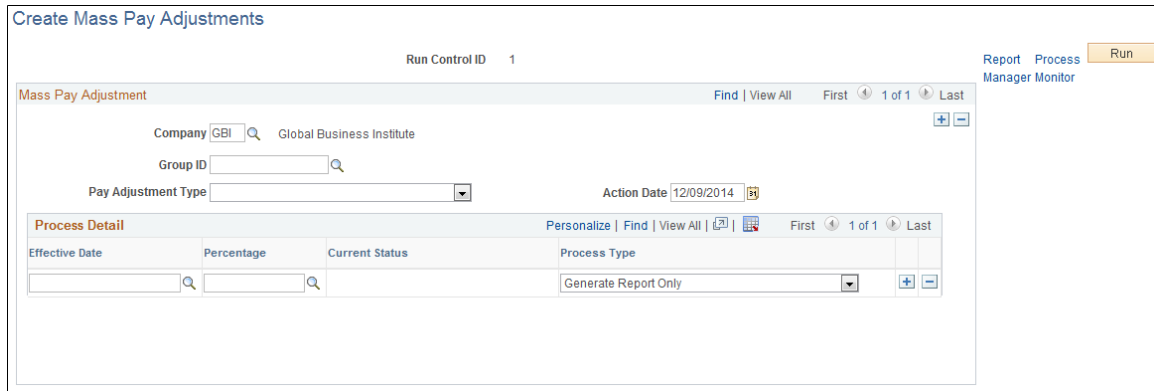 Create Mass Pay Adjustments
Run Control ID 1
Report Manager Process Monitor Run
Mass Pay Adjustment Find | View All First 1 of 1 Last
Company GBI Global Business Institute
Group ID
Pay Adjustment Type Action Date 12/09/2014
Process Detail Personalize | Find | View All | | First 1 of 1 Last
Effective Date Percentage Current Status Process Type
Generate Report Only